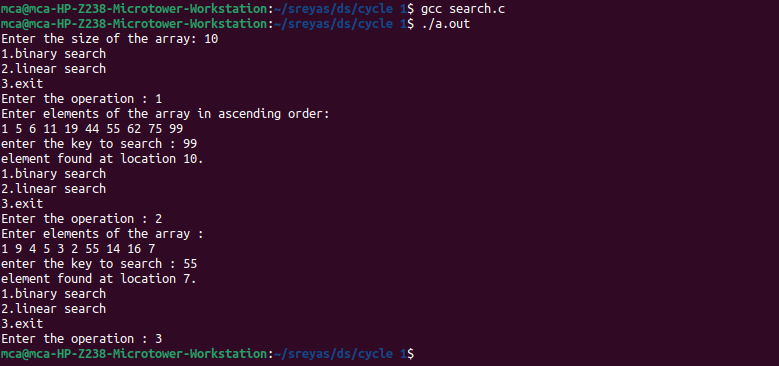 mca@mca-HP-Z238-Microtower-Workstation:~/sreyas/ds/cycle 1$ gcc search.c
mca@mca-HP-Z238-Microtower-Workstation:~/sreyas/ds/cycle 1$ ./a.out
Enter the size of the array: 10
1.binary search
2.linear search
3.exit
Enter the operation : 1
Enter elements of the array in ascending order:
1 5 6 11 19 44 55 62 75 99
enter the key to search : 99
element found at location 10.
1.binary search
2.linear search
3.exit
Enter the operation : 2
Enter elements of the array :
1 9 4 5 3 2 55 14 16 7
enter the key to search : 55
element found at location 7.
1.binary search
2.linear search
3.exit
Enter the operation : 3
mca@mca-HP-Z238-Microtower-Workstation:~/sreyas/ds/cycle 1$